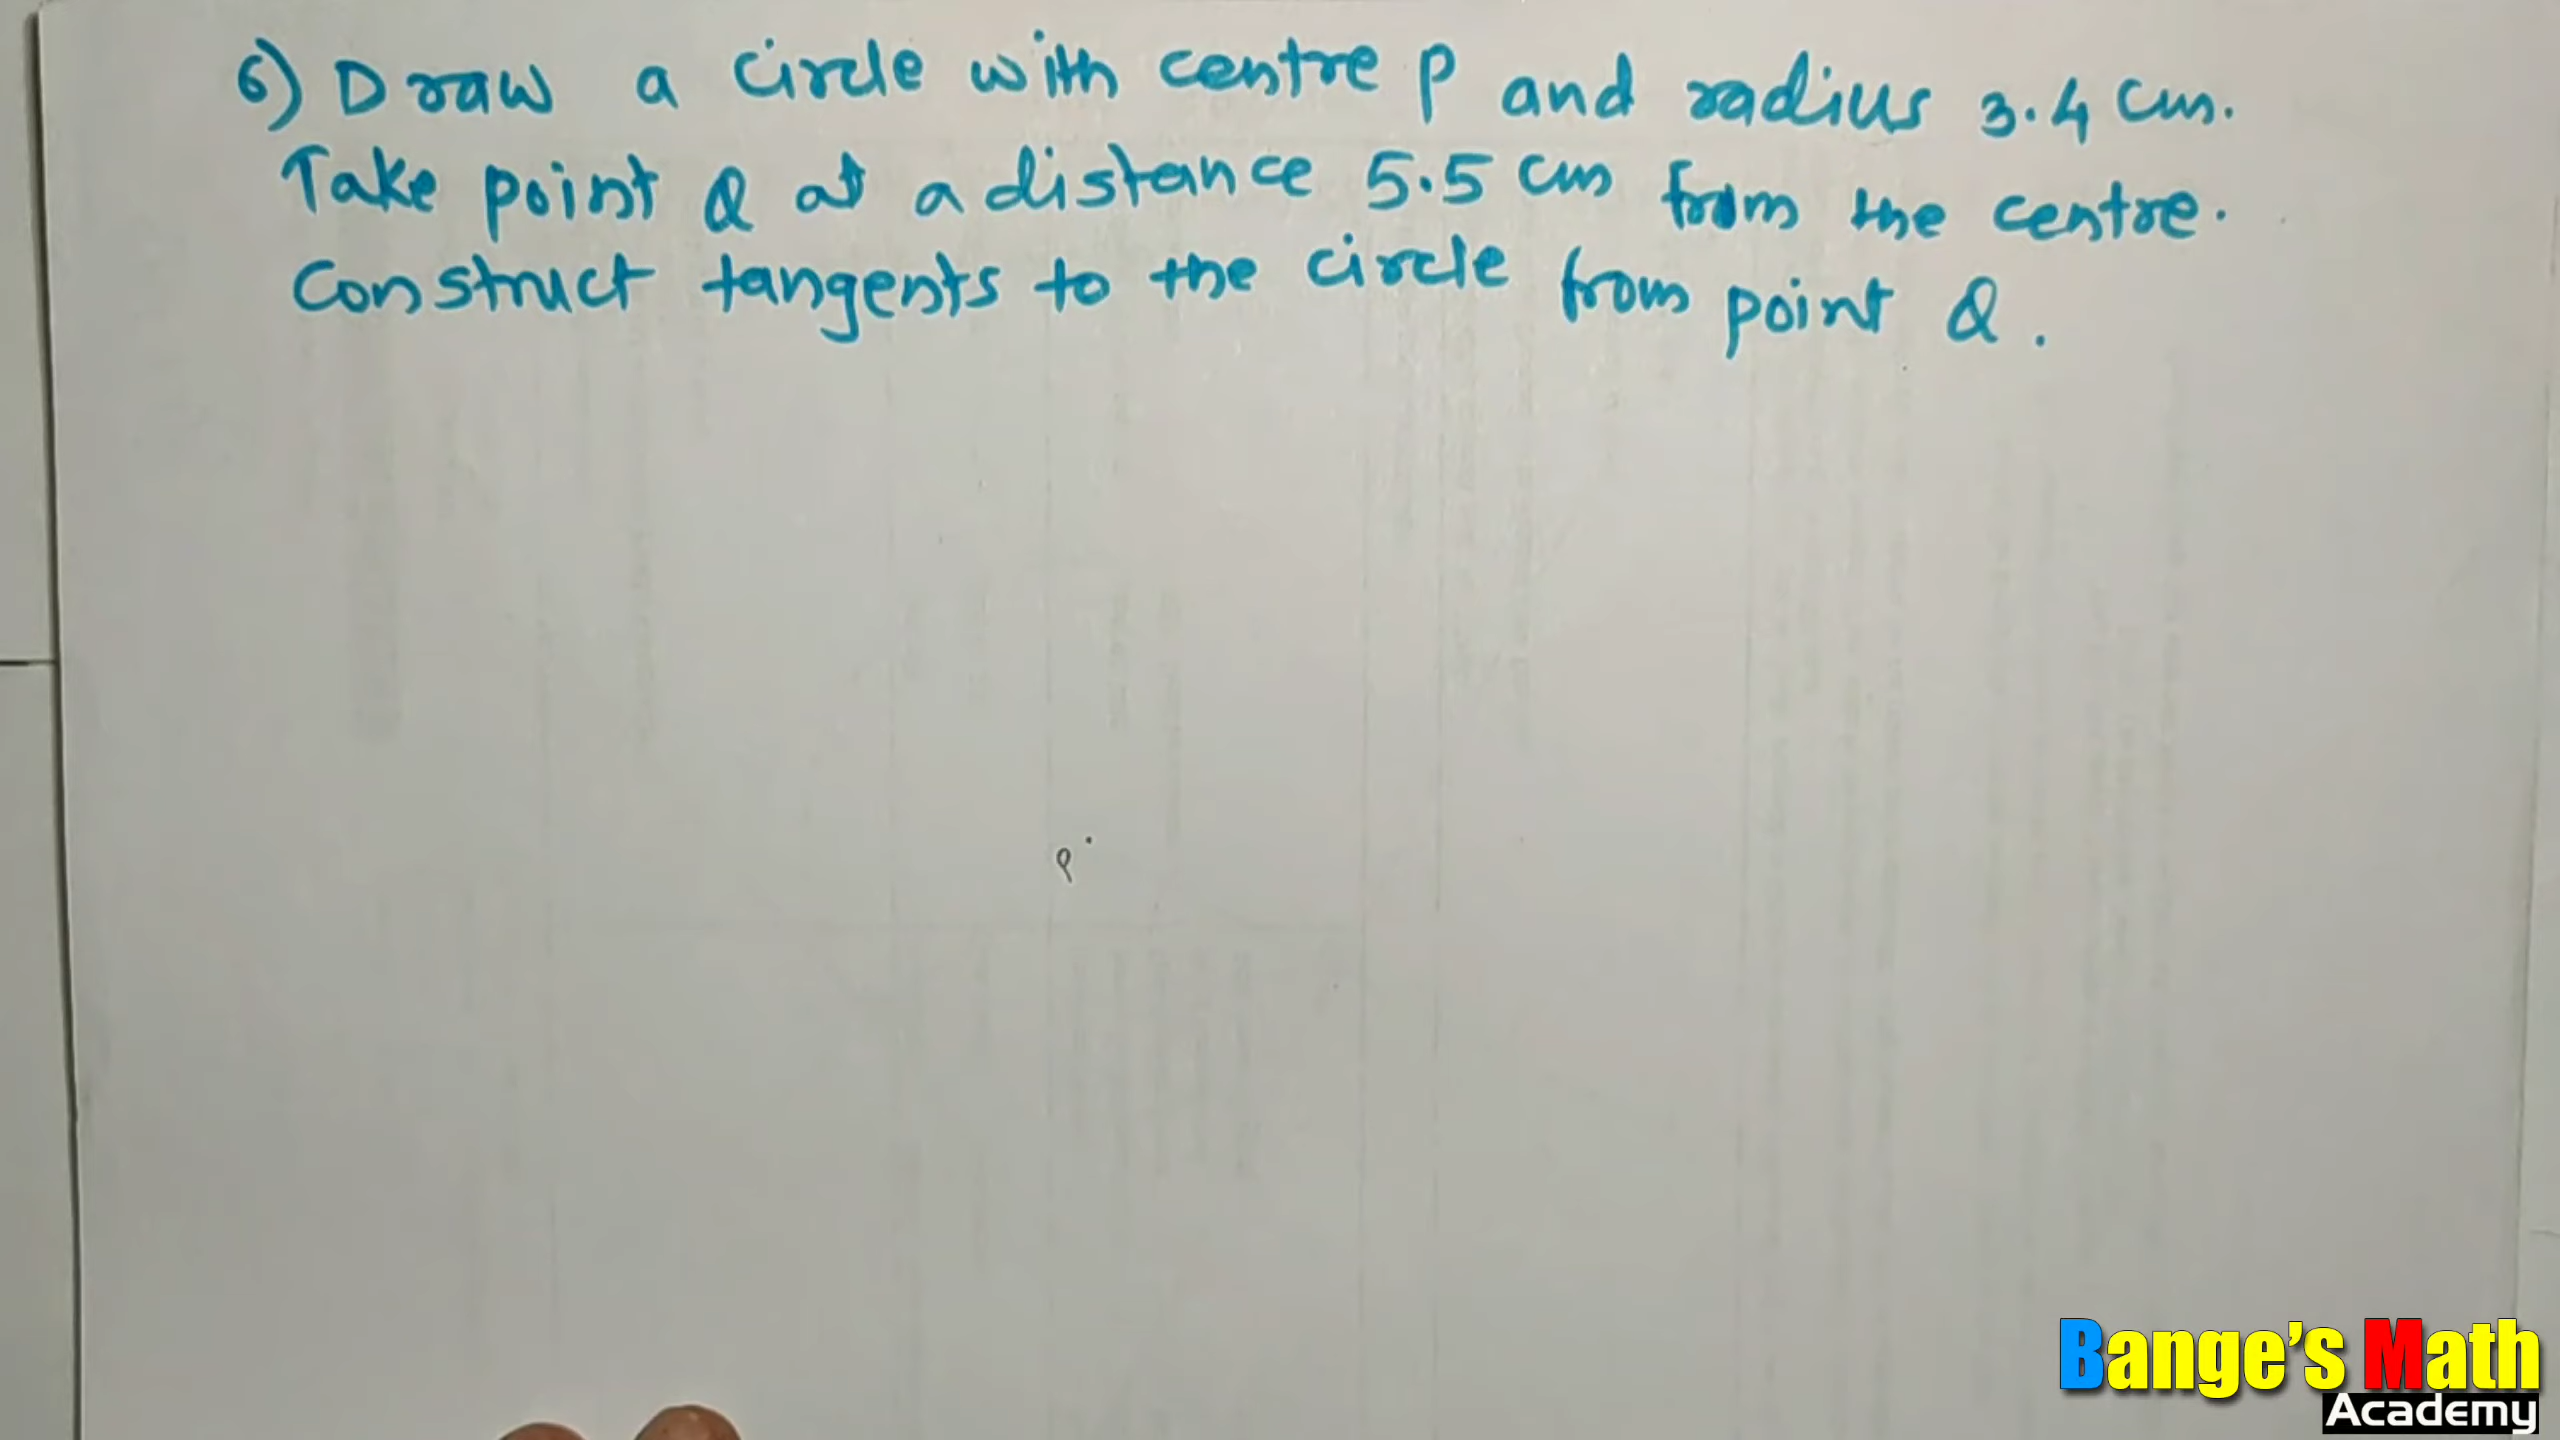 6) Draw a circle with centre P and radius 3.4 cm.
Take point Q at a distance 5.5 cm from the centre.
Construct tangents to the circle from point Q.
P
Bange's Math
Academy